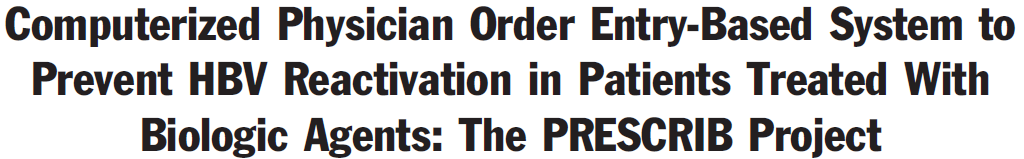 Computerized Physician Order Entry-Based System to
Prevent HBV Reactivation in Patients Treated With
Biologic Agents: The PRESCRIB Project